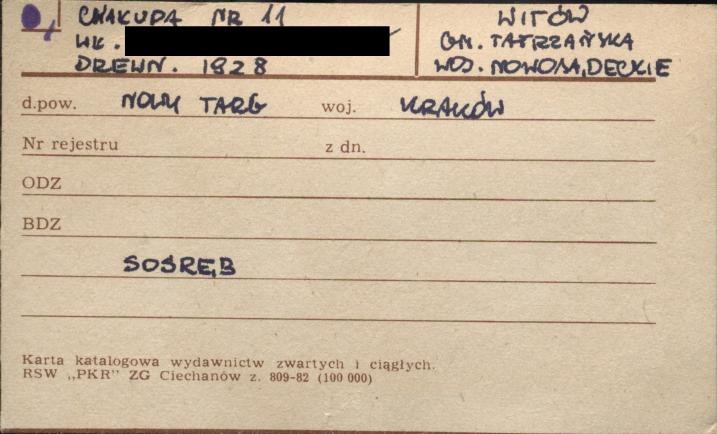 CHAŁUPA NR 11
WŁ.
DREWN. 1828
WITÓW
GM. TATRZAŃSKA
WOJ. NOWOSĄDECKIE
d.pow. NOWY TARG woj. KRAKÓW
Nr rejestru z dn.
ODZ
BDZ
SOSRĘB
Karta katalogowa wydawnictw zwartych i ciągłych.
RSW „PKR” ZG Ciechanów z. 809-82 (100 000)